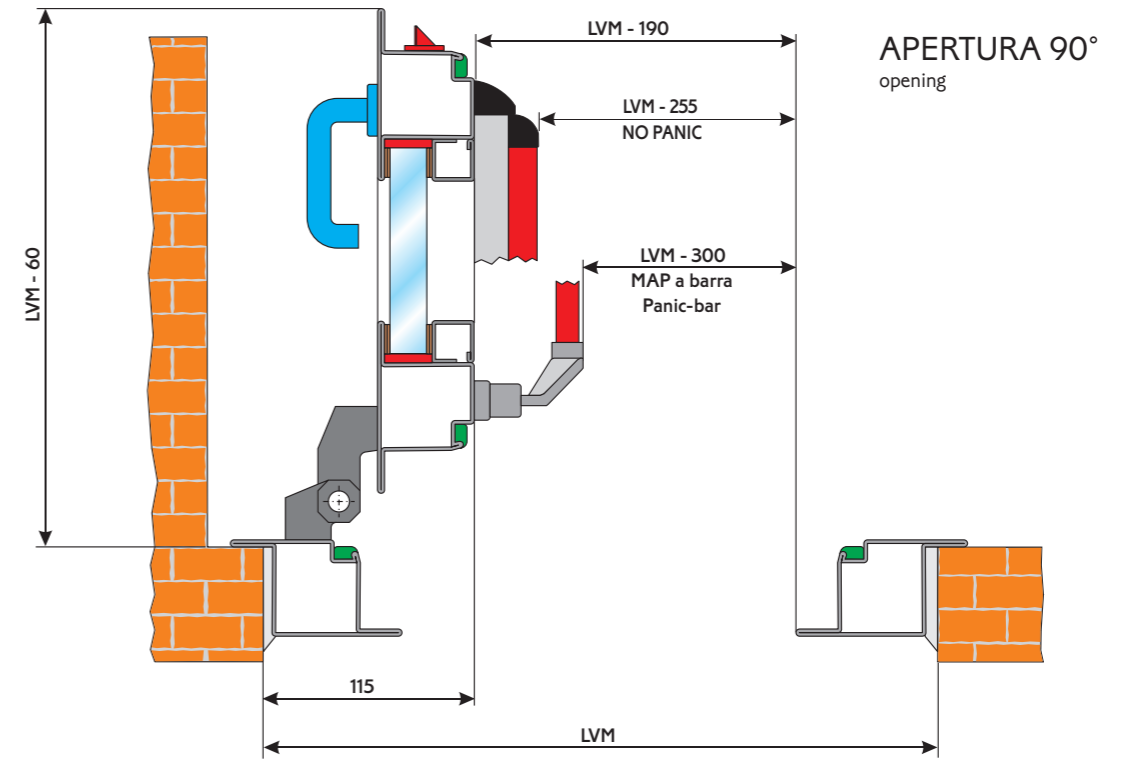 LVM - 190
APERTURA 90°
opening
LVM - 255
NO PANIC
LVM - 60
LVM - 300
MAP a barra
Panic-bar
115
LVM